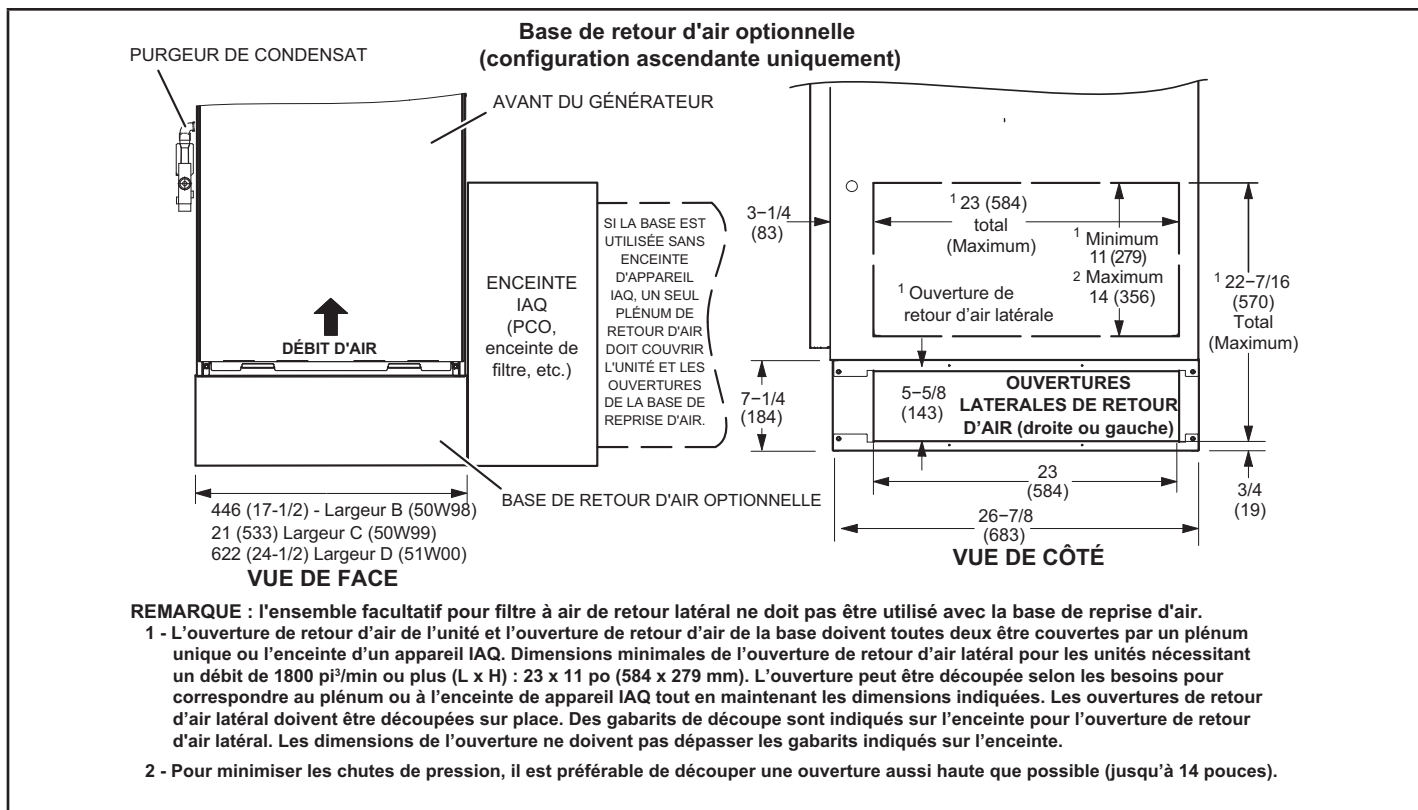 Base de retour d'air optionnelle
(configuration ascendante uniquement)
PURGEUR DE CONDENSAT
AVANT DU GÉNÉRATEUR
DÉBIT D'AIR
ENCEINTE
IAQ
(PCO,
enceinte de
filtre, etc.)
SI LA BASE EST
UTILISÉE SANS
ENCEINTE
D'APPAREIL
IAQ, UN SEUL
PLÉNUM DE
RETOUR D'AIR
DOIT COUVRIR
L'UNITÉ ET LES
OUVERTURES
DE LA BASE DE
REPRISE D'AIR.
BASE DE RETOUR D'AIR OPTIONNELLE
446 (17-1/2) - Largeur B (50W98)
21 (533) Largeur C (50W99)
622 (24-1/2) Largeur D (51W00)
VUE DE FACE
3−1/4
(83)
1 23 (584)
total
(Maximum)
1 Minimum
11 (279)
2 Maximum
14 (356)
1 Ouverture de
retour d’air latérale
1 22−7/16
(570)
Total
(Maximum)
7−1/4
(184)
5−5/8
(143)
OUVERTURES
LATERALES DE RETOUR
D’AIR (droite ou gauche)
23
(584)
3/4
(19)
26−7/8
(683)
VUE DE CÔTÉ
REMARQUE : l'ensemble facultatif pour filtre à air de retour latéral ne doit pas être utilisé avec la base de reprise d'air.
1 - L’ouverture de retour d’air de l’unité et l’ouverture de retour d’air de la base doivent toutes deux être couvertes par un plénum
unique ou l’enceinte d’un appareil IAQ. Dimensions minimales de l’ouverture de retour d’air latéral pour les unités nécessitant
un débit de 1800 pi³/min ou plus (L x H) : 23 x 11 po (584 x 279 mm). L’ouverture peut être découpée selon les besoins pour
correspondre au plénum ou à l’enceinte de appareil IAQ tout en maintenant les dimensions indiquées. Les ouvertures de retour
d’air latéral doivent être découpées sur place. Des gabarits de découpe sont indiqués sur l’enceinte pour l’ouverture de retour
d'air latéral. Les dimensions de l’ouverture ne doivent pas dépasser les gabarits indiqués sur l’enceinte.
2 - Pour minimiser les chutes de pression, il est préférable de découper une ouverture aussi haute que possible (jusqu’à 14 pouces).